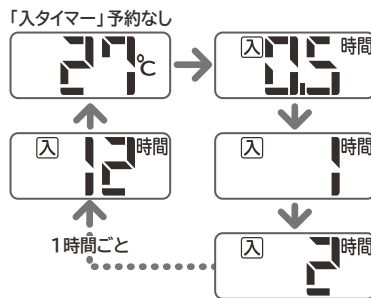 「入タイマー」予約なし
27℃
入 0.5 時間
入 12 時間
入 1 時間
1時間ごと
入 2 時間